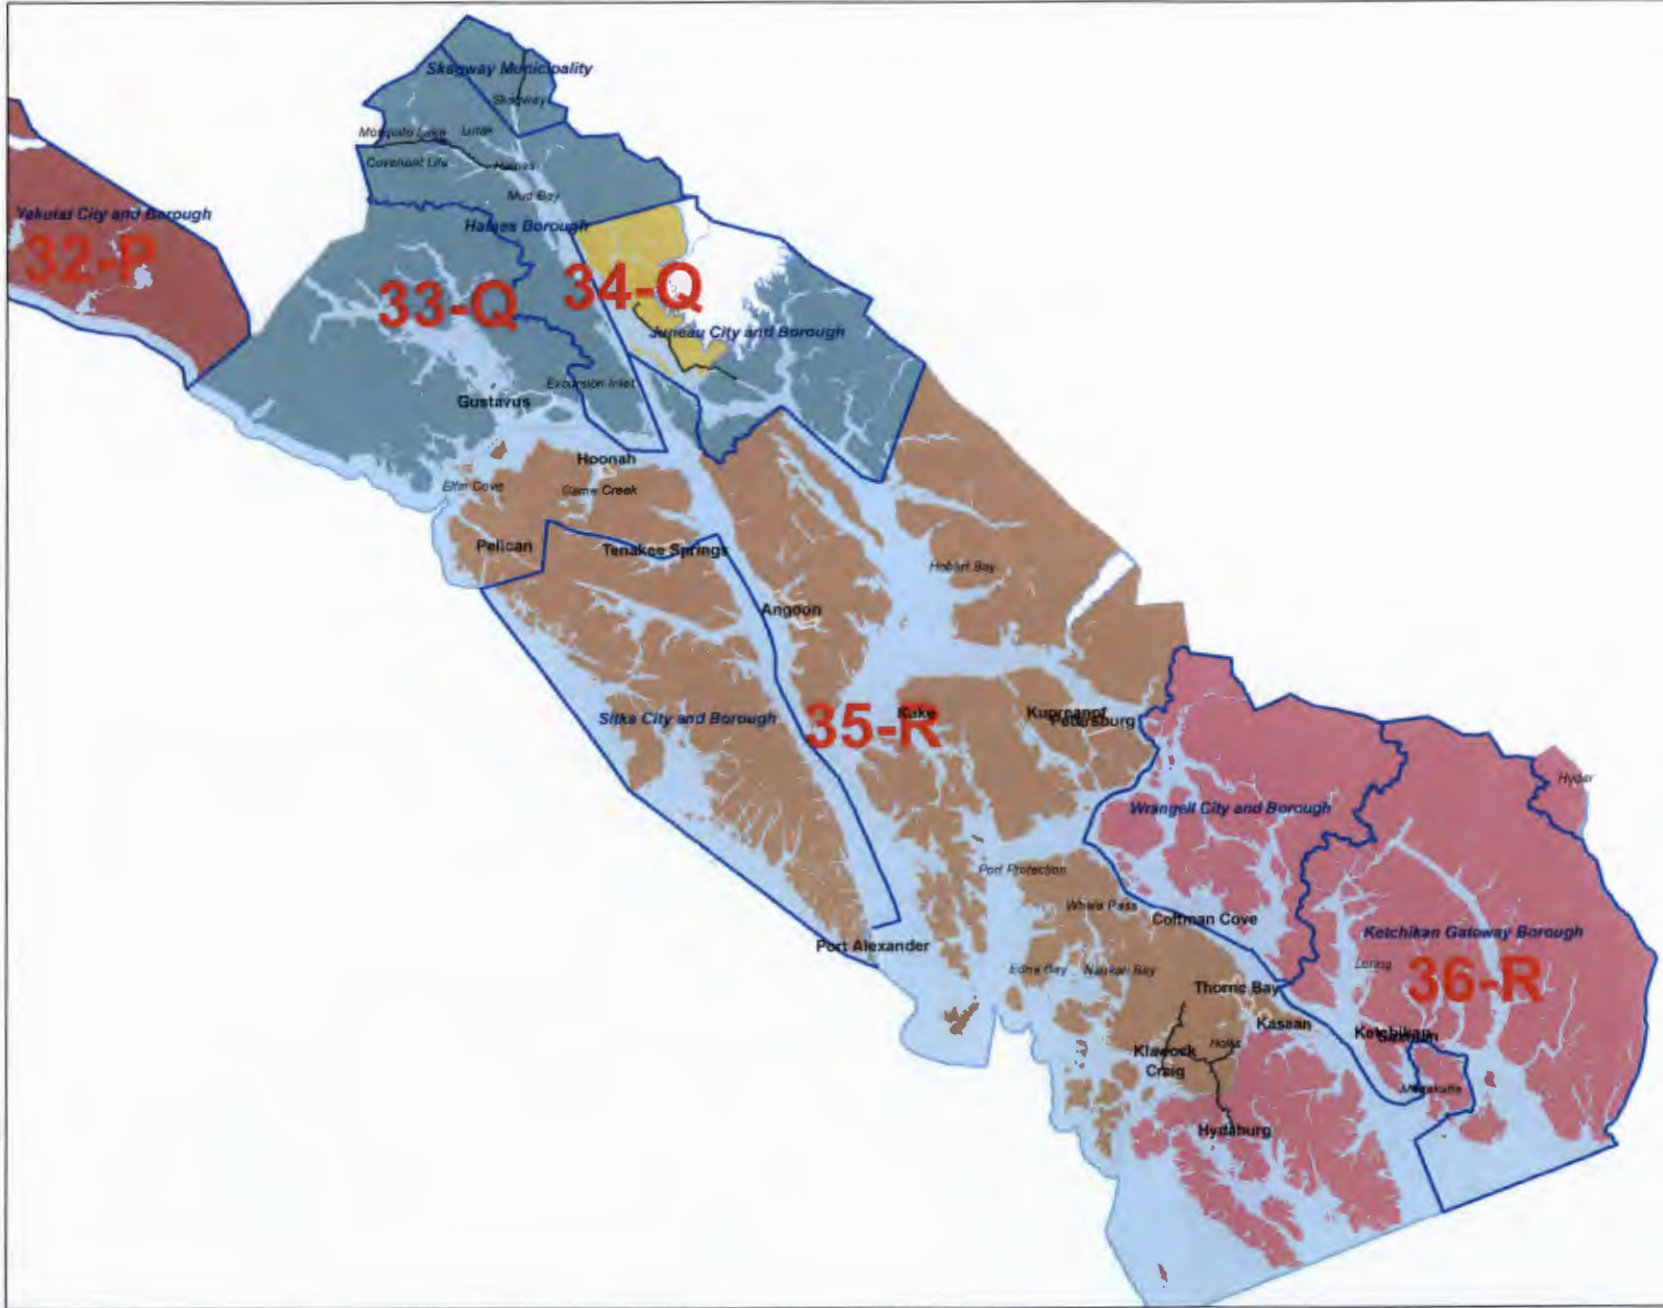 Skagway Municipality
Skagway
Mosquito Lake
Lutak
Covenant Life
Haines
Mud Bay
Yakutat City and Borough
Haines Borough
32-P
33-Q
34-Q
Juneau City and Borough
Excursion Inlet
Gustavus
Hoonah
Elfin Cove
Game Creek
Pelican
Tenakee Springs
Hobart Bay
Angoon
Sitka City and Borough
35-R
Kake
Kupreanof
Petersburg
Hyder
Wrangell City and Borough
Port Protection
Whale Pass
Coffman Cove
Port Alexander
Ketchikan Gateway Borough
Edna Bay
Naukati Bay
Loring
36-R
Thorne Bay
Kasaan
Ketchikan
Saxman
Hollis
Klawock
Craig
Metlakatla
Hydaburg